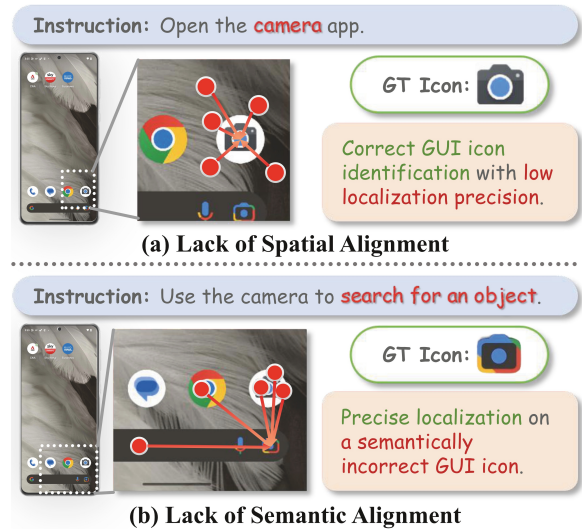 Instruction: Open the camera app.
GT Icon:
Correct GUI icon
identification with low
localization precision.
(a) Lack of Spatial Alignment
Instruction: Use the camera to search for an object.
GT Icon:
Precise localization on
a semantically
incorrect GUI icon.
(b) Lack of Semantic Alignment